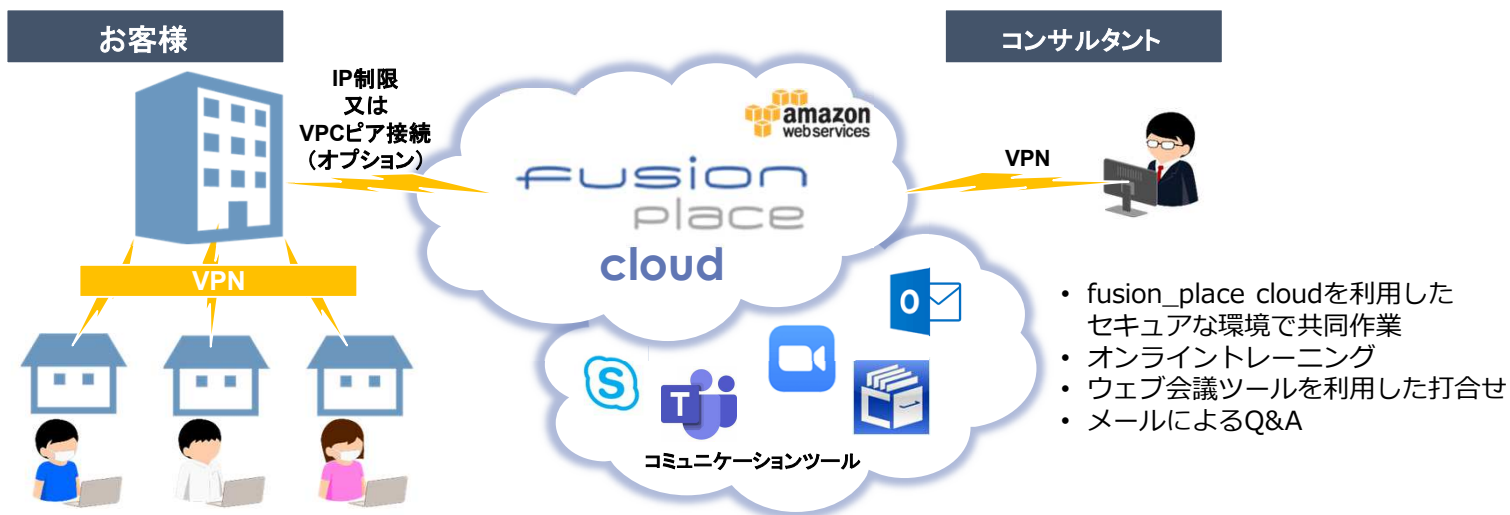 お客様
IP制限
又は
VPCピア接続
（オプション）
VPN
amazon
webservices
fusion
place
cloud
コンサルタント
VPN
O
S
T
コミュニケーションツール
• fusion_place cloudを利用した
セキュアな環境で共同作業
• オンライントレーニング
• ウェブ会議ツールを利用した打合せ
• メールによるQ&A